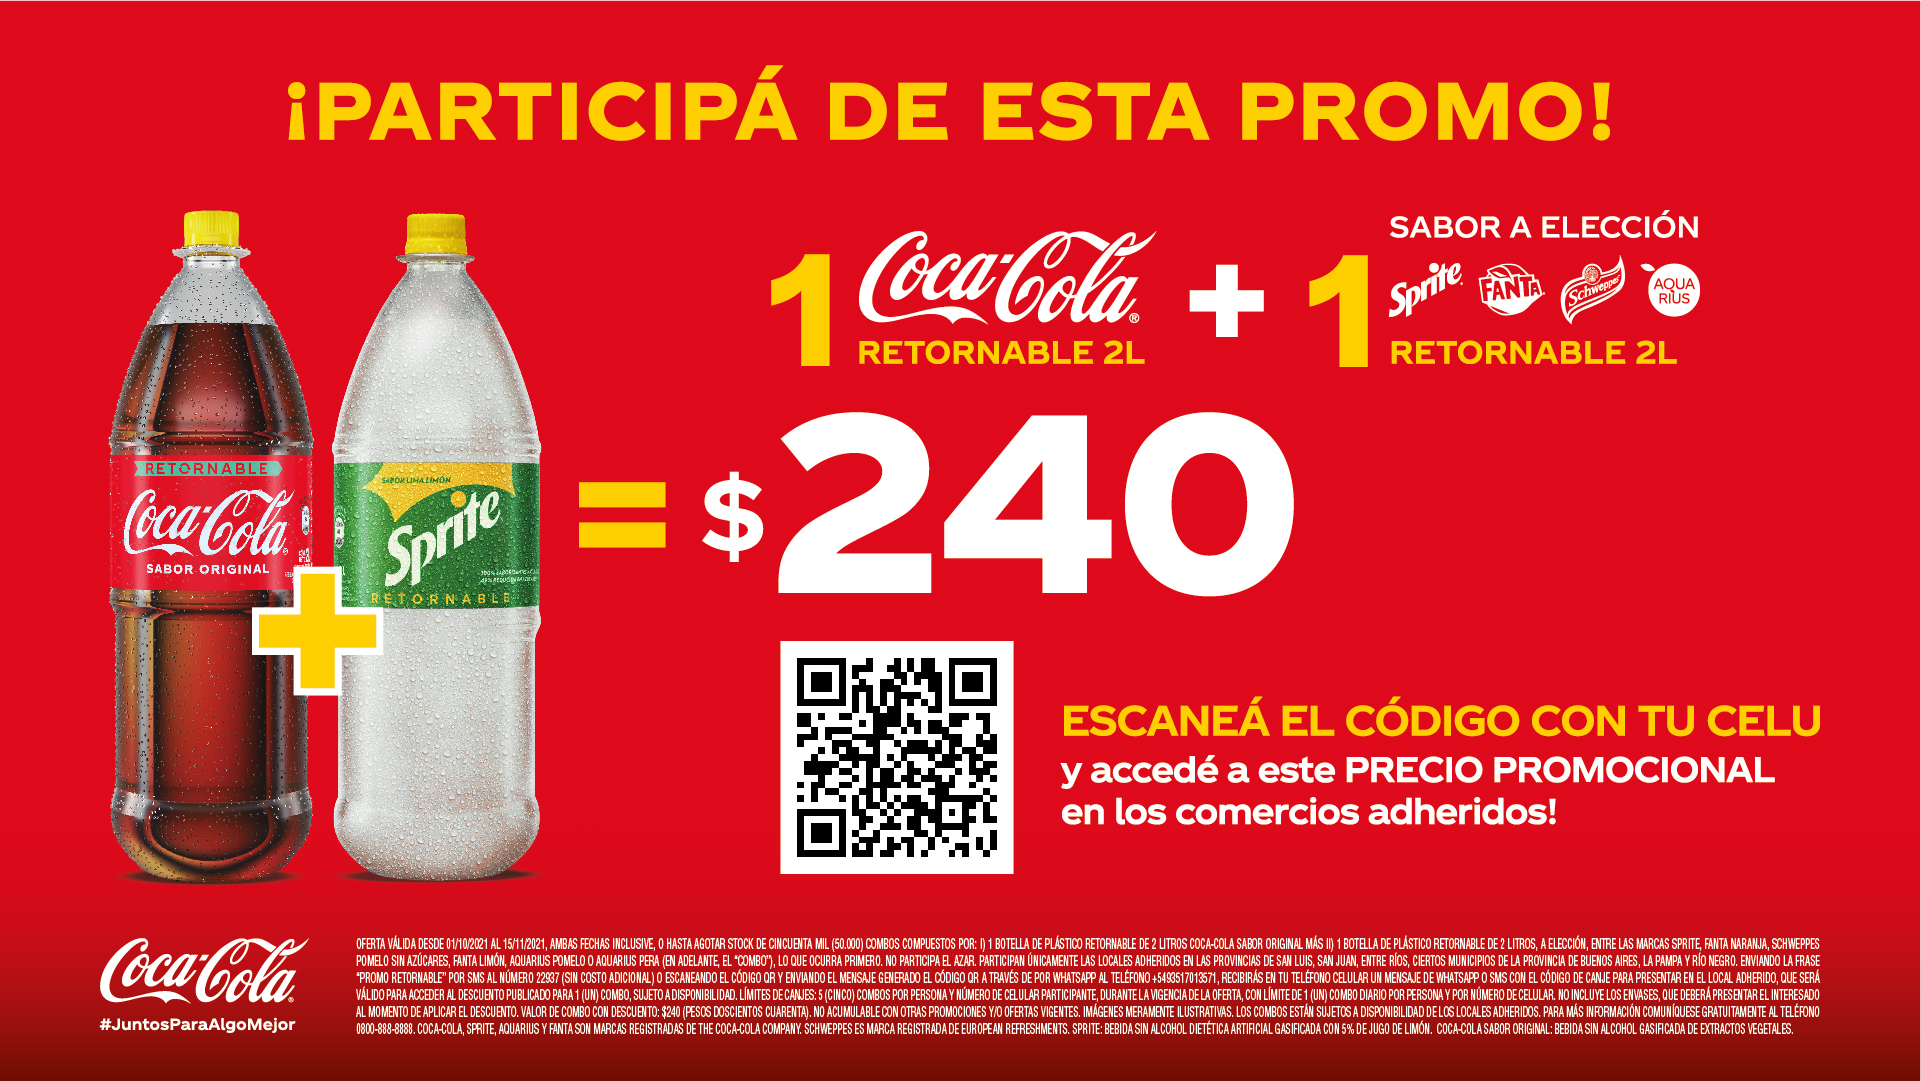 ¡PARTICIPÁ DE ESTA PROMO!
1 Coca-Cola® RETORNABLE 2L
+
1 SABOR A ELECCIÓN
Sprite FANTA Schweppes AQUARIUS
RETORNABLE 2L
RETORNABLE
Coca-Cola
SABOR ORIGINAL
+
SABOR LIMA LIMÓN
Sprite
RETORNABLE
= $240
ESCANEÁ EL CÓDIGO CON TU CELU
y accedé a este PRECIO PROMOCIONAL
en los comercios adheridos!
Coca-Cola®
#JuntosParaAlgoMejor
OFERTA VÁLIDA DESDE 01/10/2021 AL 15/11/2021, AMBAS FECHAS INCLUSIVE, O HASTA AGOTAR STOCK DE CINCUENTA MIL (50.000) COMBOS COMPUESTOS POR: I) 1 BOTELLA DE PLÁSTICO RETORNABLE DE 2 LITROS COCA-COLA SABOR ORIGINAL MÁS II) 1 BOTELLA DE PLÁSTICO RETORNABLE DE 2 LITROS, A ELECCIÓN, ENTRE LAS MARCAS SPRITE, FANTA NARANJA, SCHWEPPES
POMELO SIN AZÚCARES, FANTA LIMÓN, AQUARIUS POMELO O AQUARIUS PERA (EN ADELANTE, EL "COMBO"), LO QUE OCURRA PRIMERO. NO PARTICIPA EL AZAR. PARTICIPAN ÚNICAMENTE LAS LOCALES ADHERIDOS EN LAS PROVINCIAS DE SAN LUIS, SAN JUAN, ENTRE RÍOS, CIERTOS MUNICIPIOS DE LA PROVINCIA DE BUENOS AIRES, LA PAMPA Y RÍO NEGRO. ENVIANDO LA FRASE
"PROMO RETORNABLE" POR SMS AL NÚMERO 22937 (SIN COSTO ADICIONAL) O ESCANEANDO EL CÓDIGO QR Y ENVIANDO EL MENSAJE GENERADO EL CÓDIGO QR A TRAVÉS DE POR WHATSAPP AL TELÉFONO +5493517013571, RECIBIRÁS EN TU TELÉFONO CELULAR UN MENSAJE DE WHATSAPP O SMS CON EL CÓDIGO DE CANJE PARA PRESENTAR EN EL LOCAL ADHERIDO, QUE SERÁ
VÁLIDO PARA ACCEDER AL DESCUENTO PUBLICADO PARA 1 (UN) COMBO, SUJETO A DISPONIBILIDAD. LÍMITES DE CANJES: 5 (CINCO) COMBOS POR PERSONA Y NÚMERO DE CELULAR PARTICIPANTE, DURANTE LA VIGENCIA DE LA OFERTA, CON LÍMITE DE 1 (UN) COMBO DIARIO POR PERSONA Y POR NÚMERO DE CELULAR. NO INCLUYE LOS ENVASES, QUE DEBERÁ PRESENTAR EL INTERESADO
AL MOMENTO DE APLICAR EL DESCUENTO. VALOR DE COMBO CON DESCUENTO: $240 (PESOS DOSCIENTOS CUARENTA). NO ACUMULABLE CON OTRAS PROMOCIONES Y/O OFERTAS VIGENTES. IMÁGENES MERAMENTE ILUSTRATIVAS. LOS COMBOS ESTÁN SUJETOS A DISPONIBILIDAD DE LOS LOCALES ADHERIDOS. PARA MÁS INFORMACIÓN COMUNÍQUESE GRATUITAMENTE AL TELÉFONO
0800-888-8888. COCA-COLA, SPRITE, AQUARIUS Y FANTA SON MARCAS REGISTRADAS DE THE COCA-COLA COMPANY. SCHWEPPES ES MARCA REGISTRADA DE EUROPEAN REFRESHMENTS. SPRITE: BEBIDA SIN ALCOHOL DIETÉTICA ARTIFICIAL GASIFICADA CON 5% DE JUGO DE LIMÓN. COCA-COLA SABOR ORIGINAL: BEBIDA SIN ALCOHOL GASIFICADA DE EXTRACTOS VEGETALES.